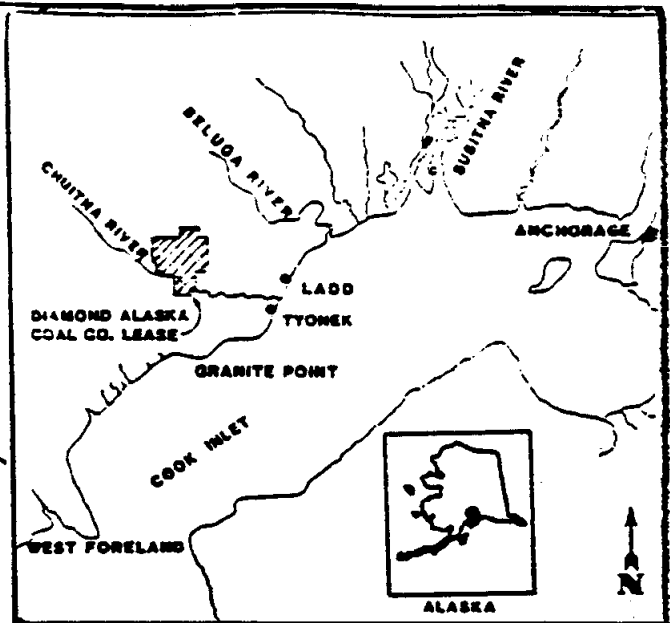 SUSITNA RIVER
BELUGA RIVER
CHUITNA RIVER
ANCHORAGE
LADD
TYONEK
DIAMOND ALASKA
COAL CO. LEASE
GRANITE POINT
COOK INLET
WEST FORELAND
N
ALASKA